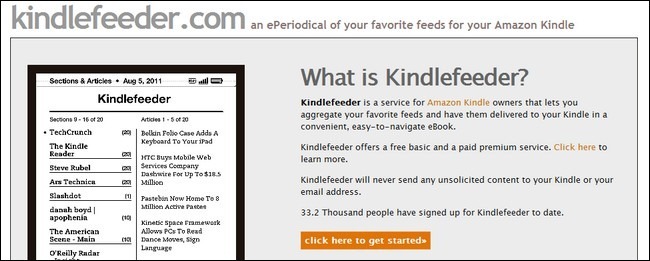 kindlefeeder.com an ePeriodical of your favorite feeds for your Amazon Kindle
Sections & Articles • Aug 5, 2011
Kindlefeeder
Sections 9 - 16 of 20
• TechCrunch (20)
The Kindle
Reader (20)
Steve Rubel (20)
Ars Technica (20)
Slashdot (1)
danah boyd |
apophenia (10)
The American
Scene - Main (10)
O'Reilly Radar
Articles 1 - 5 of 20
Belkin Folio Case Adds A
Keyboard To Your iPad
HTC Buys Mobile Web
Services Company
Dashwire For Up To $18.5
Million
Pastebin Now Home To 8
Million Active Pastes
Kinetic Space Framework
Allows PCs To Read
Dance Moves, Sign
Language
What is Kindlefeeder?
Kindlefeeder is a service for Amazon Kindle owners that lets you
aggregate your favorite feeds and have them delivered to your Kindle in a
convenient, easy-to-navigate eBook.
Kindlefeeder offers a free basic and a paid premium service. Click here to
learn more.
Kindlefeeder will never send any unsolicited content to your Kindle or your
email address.
33.2 Thousand people have signed up for Kindlefeeder to date.
click here to get started»